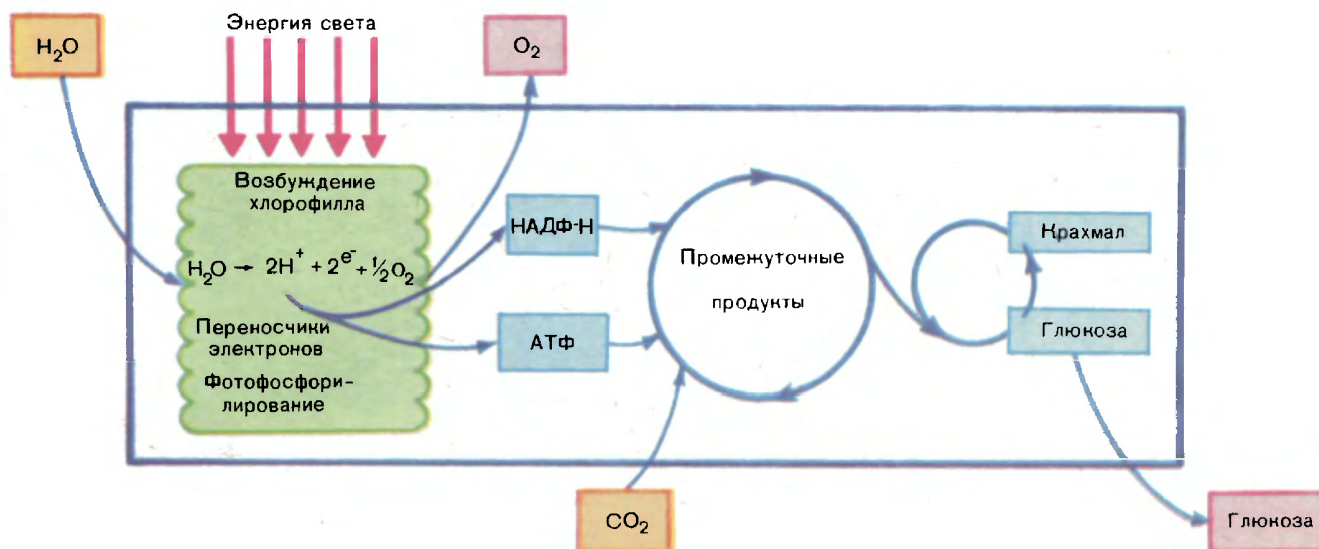 Энергия света
H₂O
O₂
Возбуждение
хлорофилла
H₂O → 2H⁺ + 2e⁻ + ½O₂
Переносчики
электронов
Фотофосфори-
лирование
НАДФ-Н
АТФ
Промежуточные
продукты
Крахмал
Глюкоза
CO₂
Глюкоза